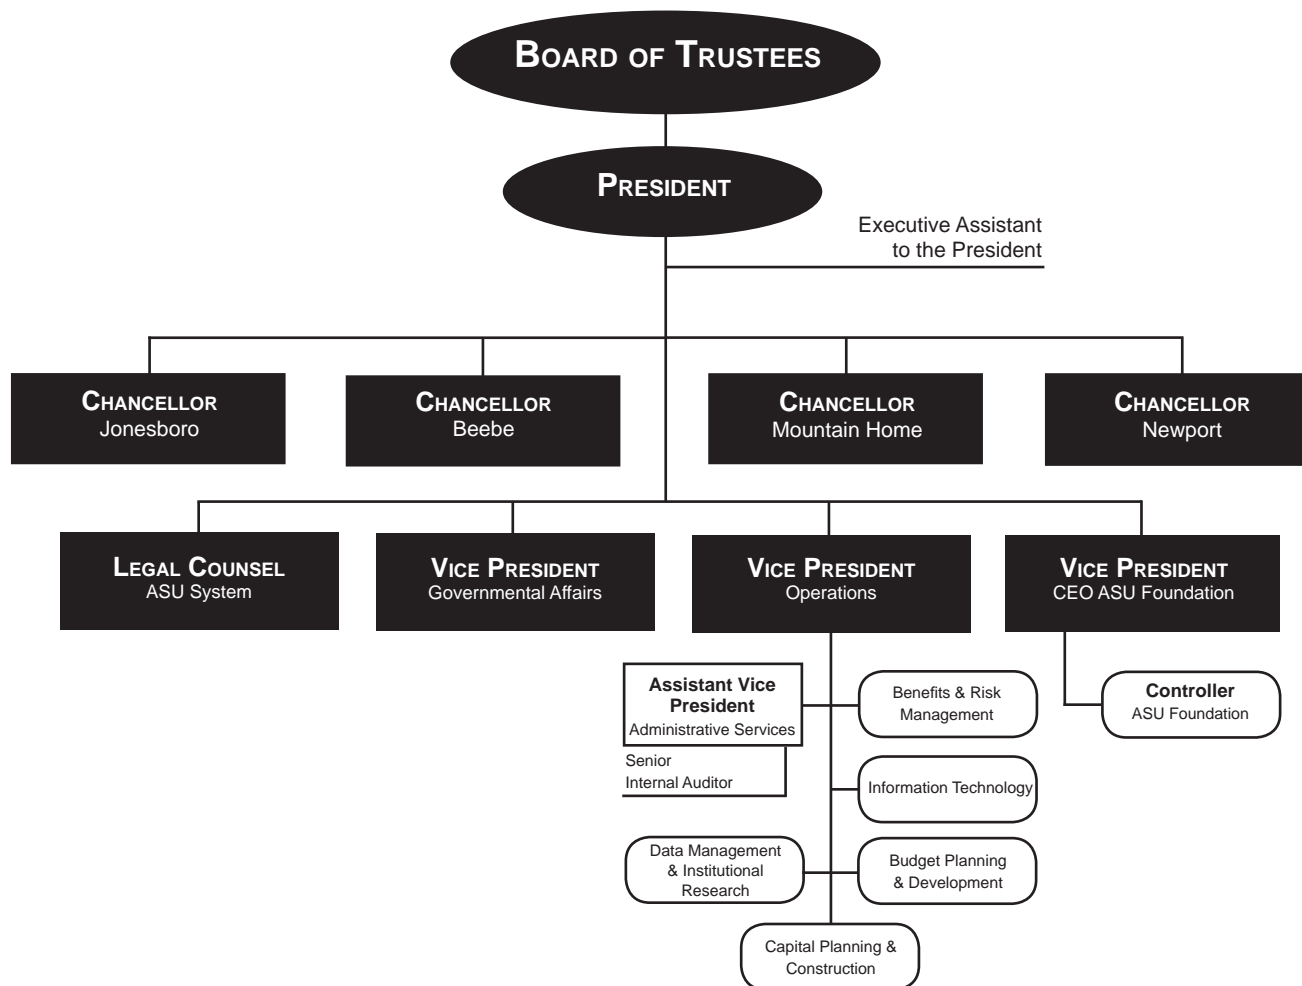 BOARD OF TRUSTEES
PRESIDENT
Executive Assistant
to the President
CHANCELLOR
Jonesboro
CHANCELLOR
Beebe
CHANCELLOR
Mountain Home
CHANCELLOR
Newport
LEGAL COUNSEL
ASU System
VICE PRESIDENT
Governmental Affairs
VICE PRESIDENT
Operations
VICE PRESIDENT
CEO ASU Foundation
Assistant Vice
President
Administrative Services
Senior
Internal Auditor
Benefits & Risk
Management
Controller
ASU Foundation
Information Technology
Data Management
& Institutional
Research
Budget Planning
& Development
Capital Planning &
Construction